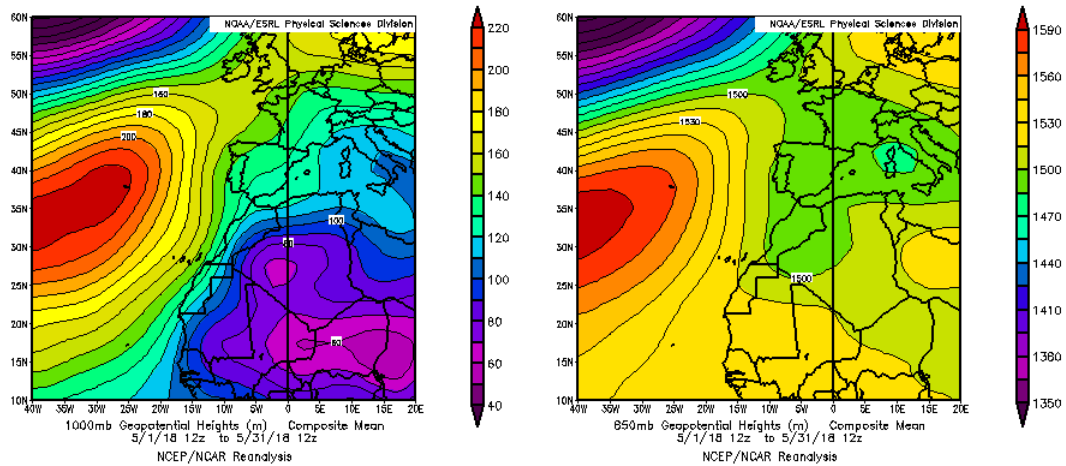 NOAA/ESRL Physical Sciences Division
60N
55N
50N
45N
40N
35N
30N
25N
20N
15N
10N
160
180
200
100
80
60
40W 35W 30W 25W 20W 15W 10W 5W 0 5E 10E 15E 20E
220
200
180
160
140
120
100
80
60
40
1000mb Geopotential Heights (m) Composite Mean
5/1/18 12z to 5/31/18 12z
NCEP/NCAR Reanalysis
NOAA/ESRL Physical Sciences Division
60N
55N
50N
45N
40N
35N
30N
25N
20N
15N
10N
1500
1530
1500
40W 35W 30W 25W 20W 15W 10W 5W 0 5E 10E 15E 20E
1590
1560
1530
1500
1470
1440
1410
1380
1350
850mb Geopotential Heights (m) Composite Mean
5/1/18 12z to 5/31/18 12z
NCEP/NCAR Reanalysis